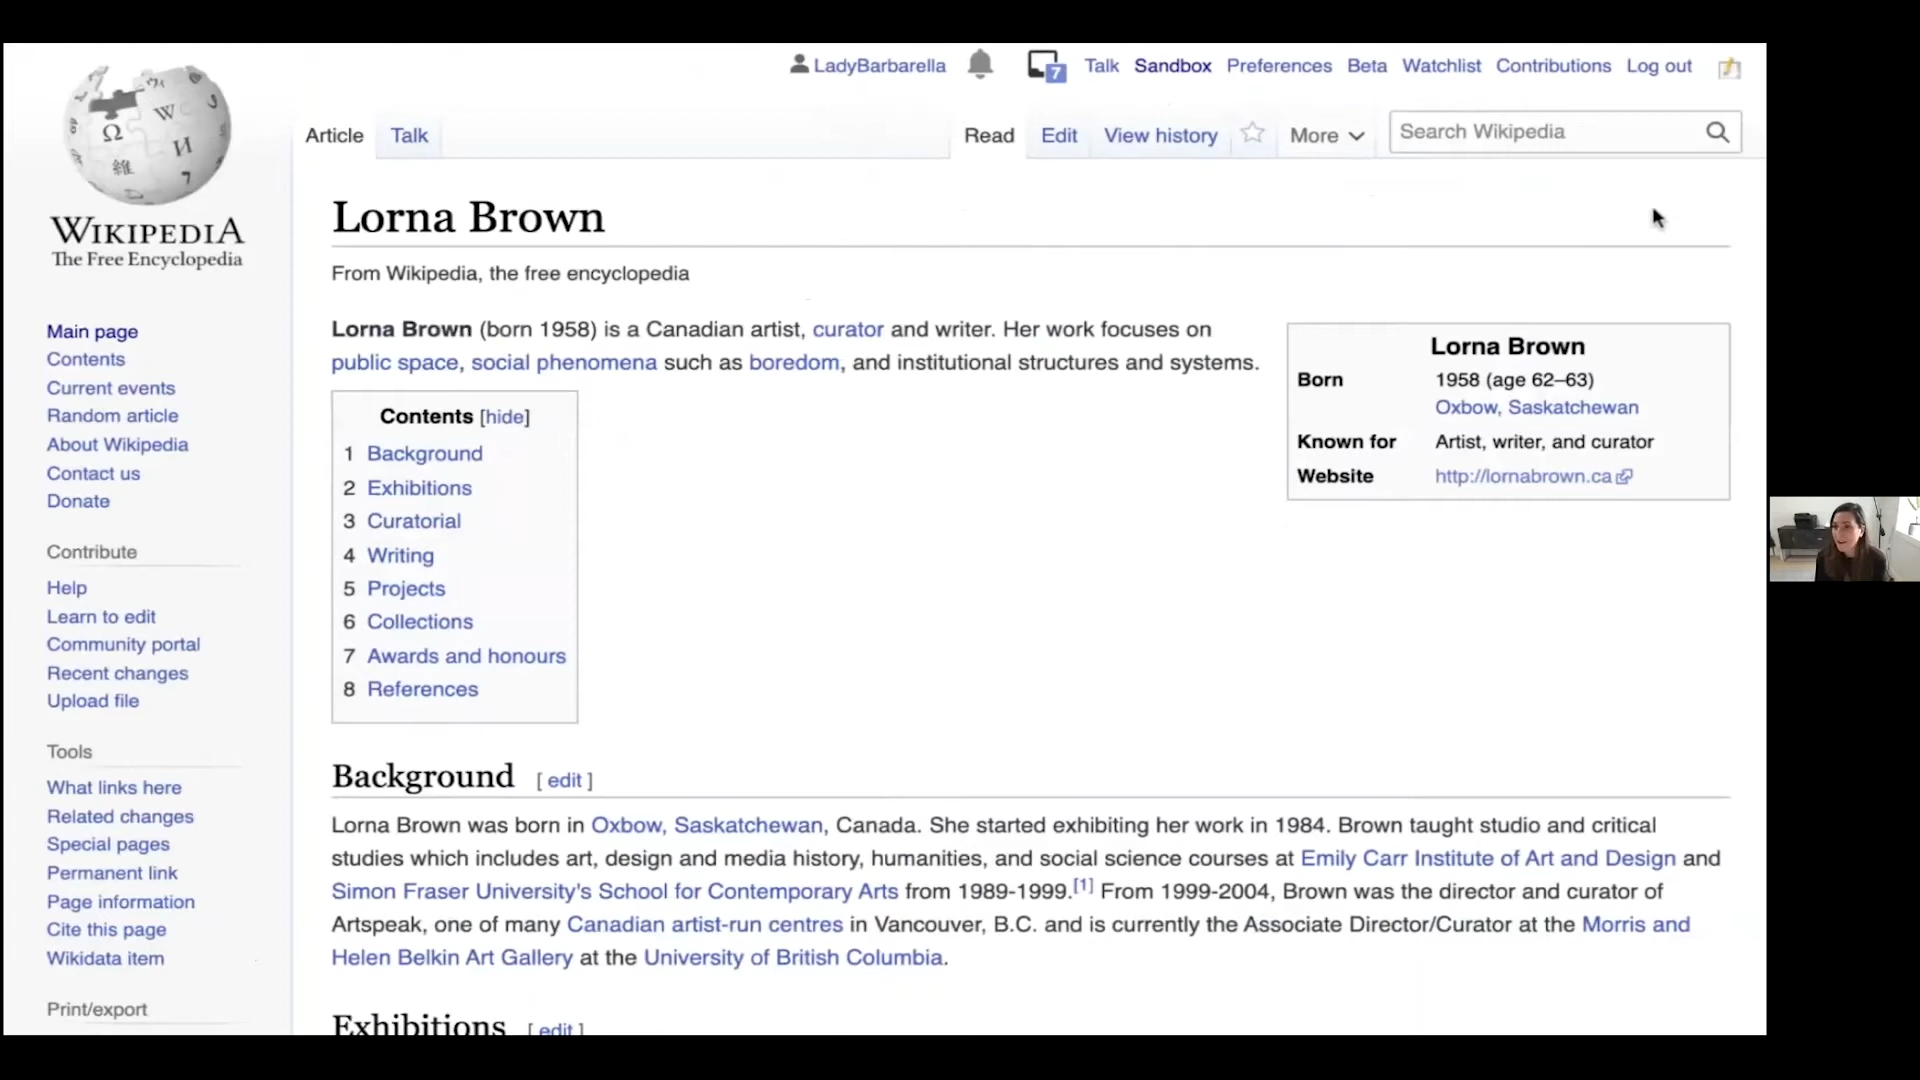 LadyBarbarella 7 Talk Sandbox Preferences Beta Watchlist Contributions Log out
Article Talk Read Edit View history More Search Wikipedia
WIKIPEDIA
The Free Encyclopedia
Main page
Contents
Current events
Random article
About Wikipedia
Contact us
Donate
Contribute
Help
Learn to edit
Community portal
Recent changes
Upload file
Tools
What links here
Related changes
Special pages
Permanent link
Page information
Cite this page
Wikidata item
Print/export
Lorna Brown
From Wikipedia, the free encyclopedia
Lorna Brown (born 1958) is a Canadian artist, curator and writer. Her work focuses on
public space, social phenomena such as boredom, and institutional structures and systems.
Lorna Brown
Born 1958 (age 62–63)
Oxbow, Saskatchewan
Known for Artist, writer, and curator
Website http://lornabrown.ca
Contents [hide]
1 Background
2 Exhibitions
3 Curatorial
4 Writing
5 Projects
6 Collections
7 Awards and honours
8 References
Background [ edit ]
Lorna Brown was born in Oxbow, Saskatchewan, Canada. She started exhibiting her work in 1984. Brown taught studio and critical
studies which includes art, design and media history, humanities, and social science courses at Emily Carr Institute of Art and Design and
Simon Fraser University's School for Contemporary Arts from 1989-1999.[1] From 1999-2004, Brown was the director and curator of
Artspeak, one of many Canadian artist-run centres in Vancouver, B.C. and is currently the Associate Director/Curator at the Morris and
Helen Belkin Art Gallery at the University of British Columbia.
Exhibitions [ edit ]